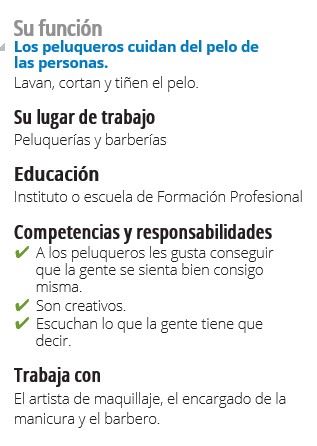 Su función
Los peluqueros cuidan del pelo de
las personas.
Lavan, cortan y tiñen el pelo.
Su lugar de trabajo
Peluquerías y barberías
Educación
Instituto o escuela de Formación Profesional
Competencias y responsabilidades
✔ A los peluqueros les gusta conseguir
que la gente se sienta bien consigo
misma.
✔ Son creativos.
✔ Escuchan lo que la gente tiene que
decir.
Trabaja con
El artista de maquillaje, el encargado de la
manicura y el barbero.